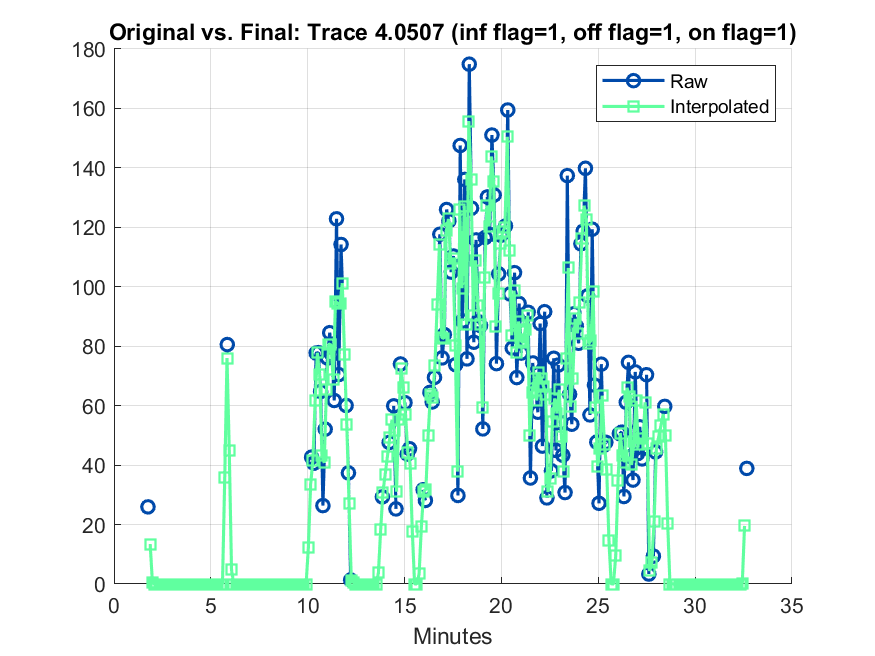 Original vs. Final: Trace 4.0507 (inf flag=1, off flag=1, on flag=1)
180
160
140
120
100
80
60
40
20
0
Raw
Interpolated
0 5 10 15 20 25 30 35
Minutes